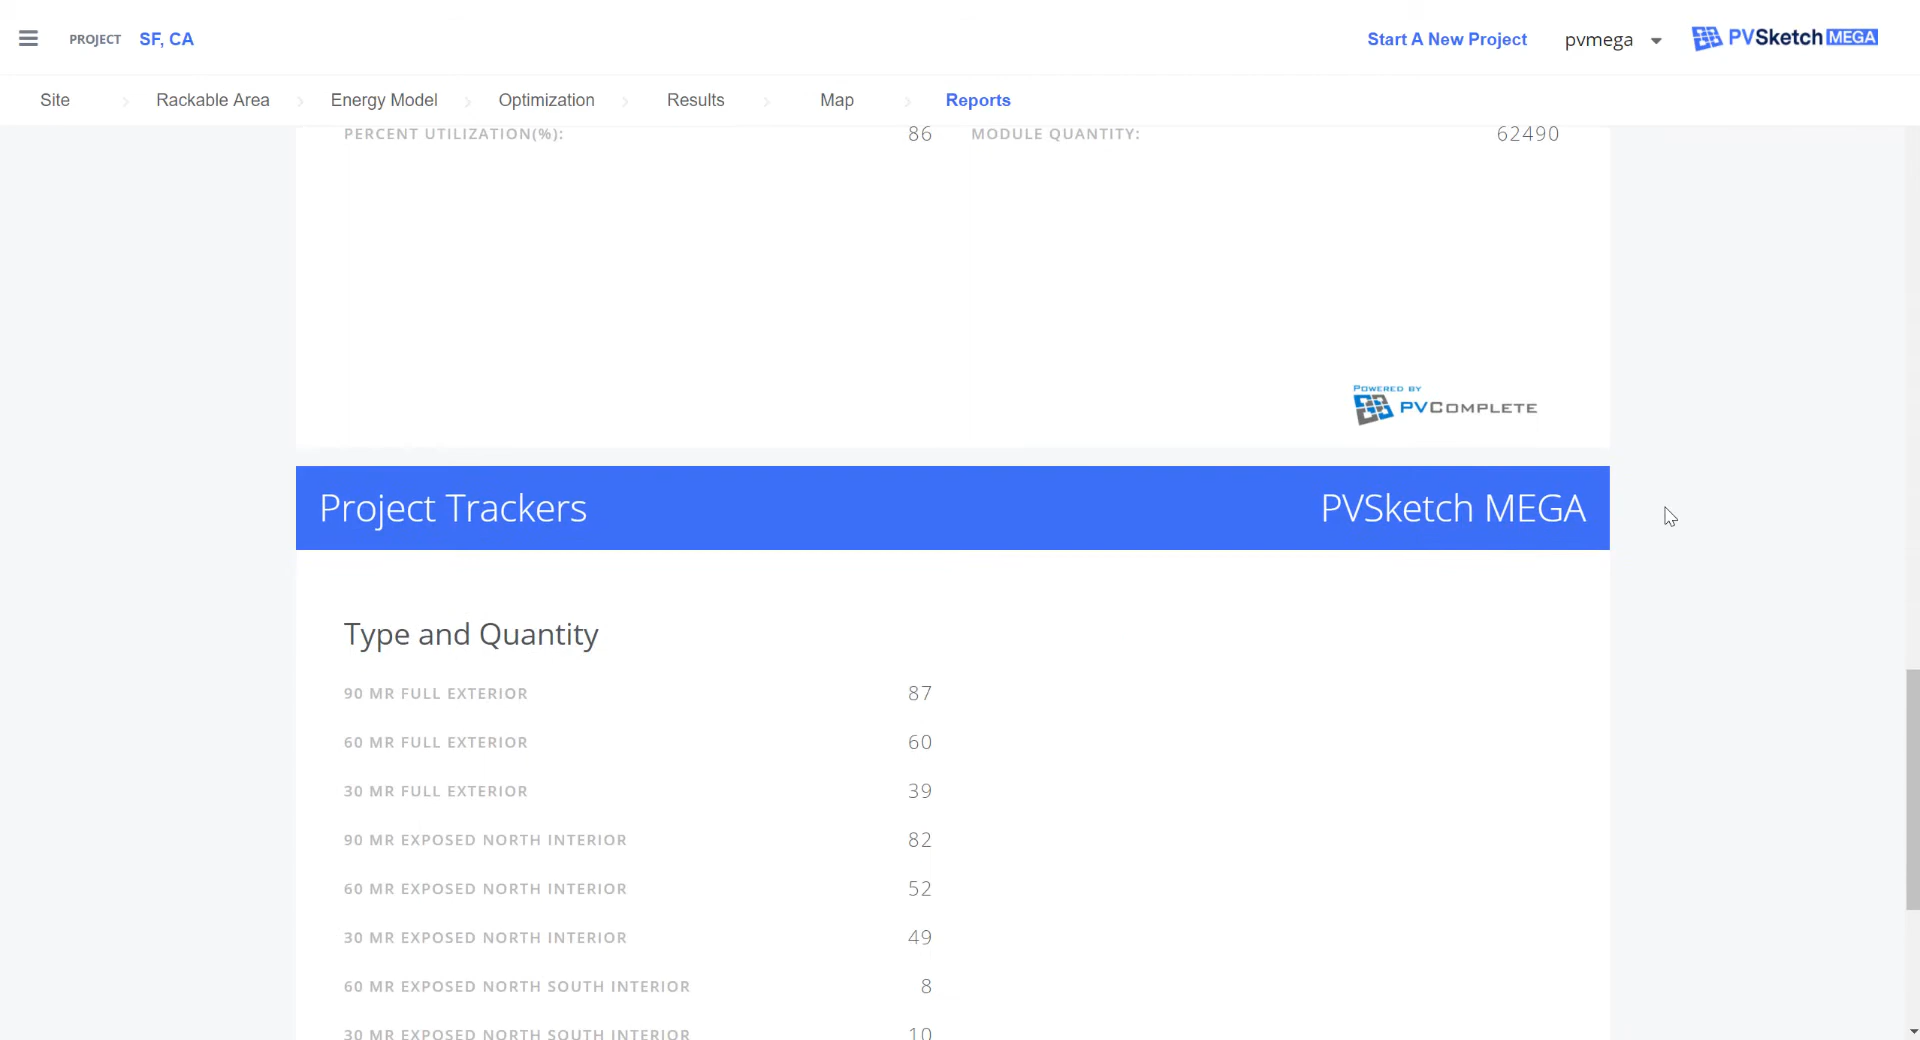 PROJECT SF, CA Start A New Project pvmega PVSketch MEGA
Site Rackable Area Energy Model Optimization Results Map Reports
PERCENT UTILIZATION(%): 86 MODULE QUANTITY: 62490
POWERED BY
PVCOMPLETE
Project Trackers PVSketch MEGA
Type and Quantity
90 MR FULL EXTERIOR 87
60 MR FULL EXTERIOR 60
30 MR FULL EXTERIOR 39
90 MR EXPOSED NORTH INTERIOR 82
60 MR EXPOSED NORTH INTERIOR 52
30 MR EXPOSED NORTH INTERIOR 49
60 MR EXPOSED NORTH SOUTH INTERIOR 8
30 MR EXPOSED NORTH SOUTH INTERIOR 10